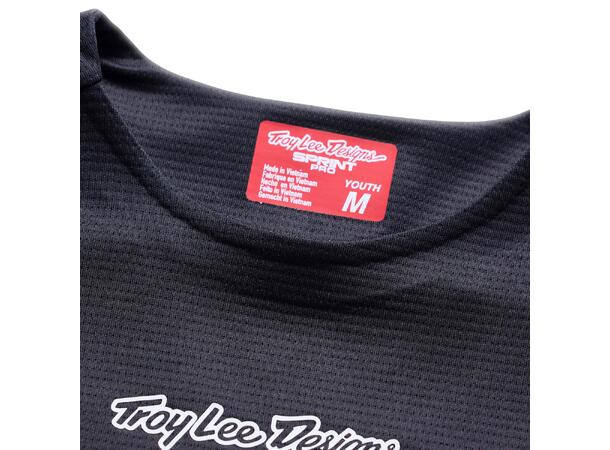 Troy Lee Designs
SPRINT
PRO
Made in Vietnam
Fabriqué en Vietnam
Hecho en Vietnam
Feito in Vietnam
Gemacht in Vietnam
YOUTH
M
Troy Lee Designs